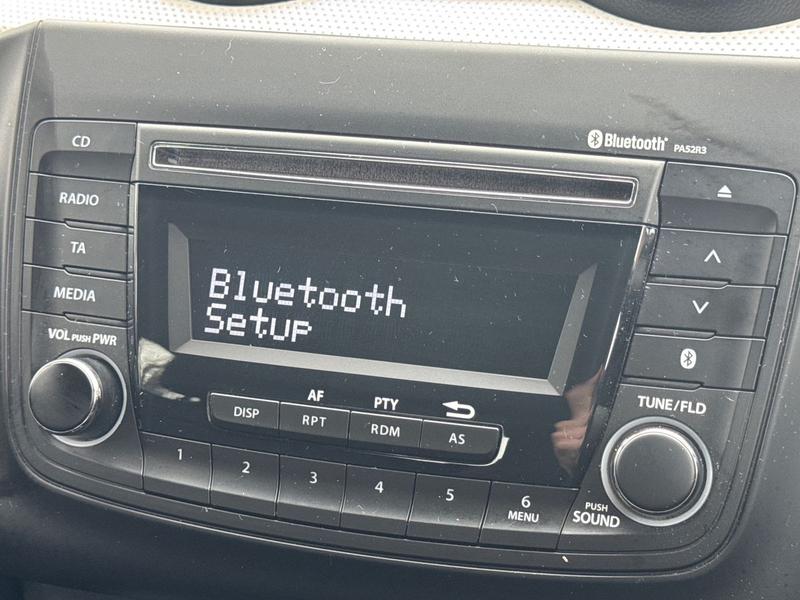 Bluetooth® PA52R3
CD
RADIO
TA
MEDIA
VOL PUSH PWR
Bluetooth
Setup
AF
PTY
DISP
RPT
RDM
AS
1
2
3
4
5
6
MENU
TUNE/FLD
PUSH
SOUND